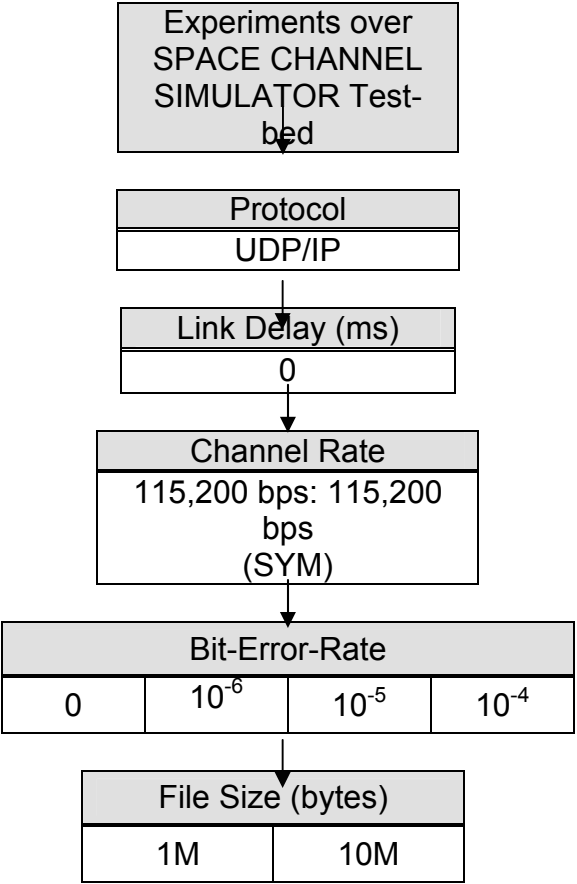 Experiments over
SPACE CHANNEL
SIMULATOR Test-
bed
Protocol
UDP/IP
Link Delay (ms)
0
Channel Rate
115,200 bps: 115,200
bps
(SYM)
Bit-Error-Rate
0 10⁻⁶ 10⁻⁵ 10⁻⁴
File Size (bytes)
1M 10M